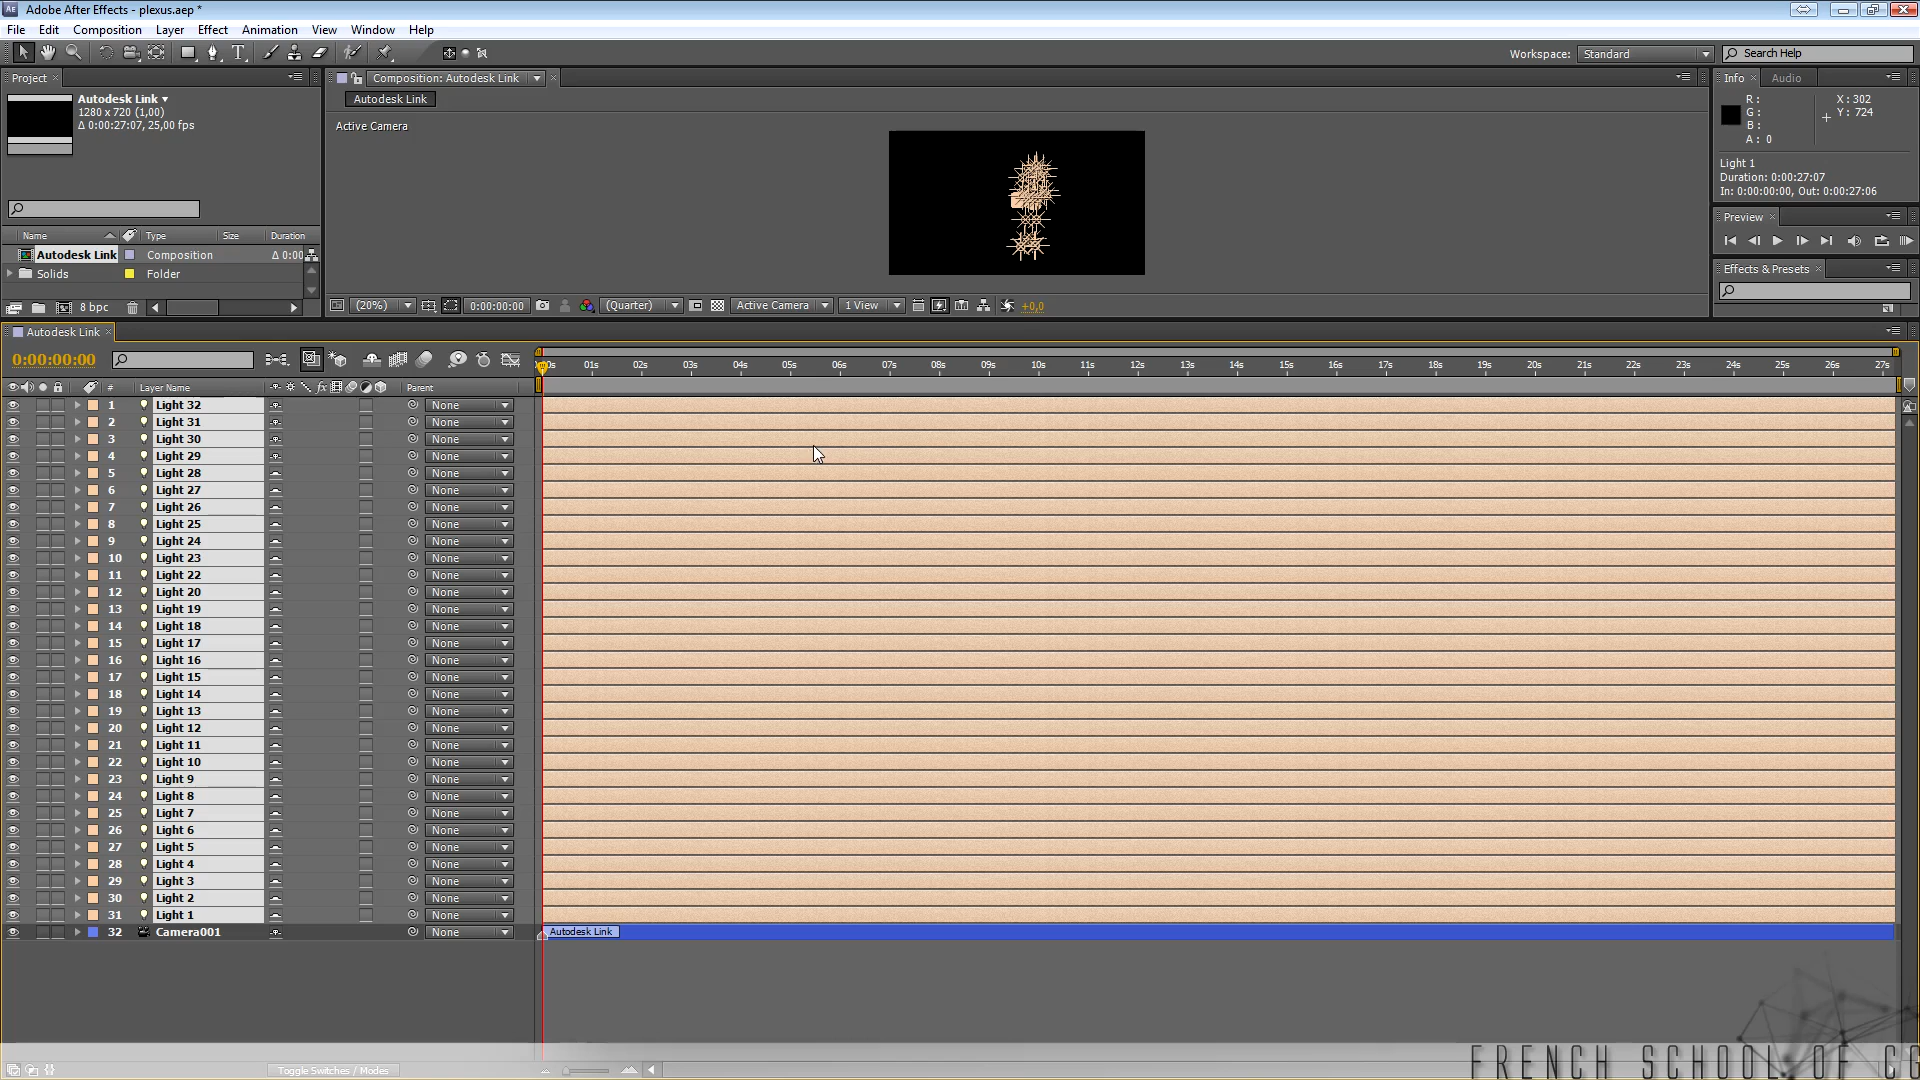 Adobe After Effects - plexus.aep *
File Edit Composition Layer Effect Animation View Window Help
Workspace: Standard Search Help
Project
Autodesk Link
1280 x 720 (1,00)
Δ 0:00:27:07, 25,00 fps
Name Type Size Duration
Autodesk Link Composition Δ 0:00
Solids Folder
8 bpc
Composition: Autodesk Link
Autodesk Link
Active Camera
(20%) 0:00:00:00 (Quarter) Active Camera 1 View +0,0
Info Audio
R : X : 302
G : Y : 724
B :
A : 0
Light 1
Duration: 0:00:27:07
In: 0:00:00:00, Out: 0:00:27:06
Preview
Effects & Presets
Autodesk Link
0:00:00:00
01s 02s 03s 04s 05s 06s 07s 08s 09s 10s 11s 12s 13s 14s 15s 16s 17s 18s 19s 20s 21s 22s 23s 24s 25s 26s 27s
# Layer Name fx Parent
1 Light 32 None
2 Light 31 None
3 Light 30 None
4 Light 29 None
5 Light 28 None
6 Light 27 None
7 Light 26 None
8 Light 25 None
9 Light 24 None
10 Light 23 None
11 Light 22 None
12 Light 20 None
13 Light 19 None
14 Light 18 None
15 Light 17 None
16 Light 16 None
17 Light 15 None
18 Light 14 None
19 Light 13 None
20 Light 12 None
21 Light 11 None
22 Light 10 None
23 Light 9 None
24 Light 8 None
25 Light 7 None
26 Light 6 None
27 Light 5 None
28 Light 4 None
29 Light 3 None
30 Light 2 None
31 Light 1 None
32 Camera001 None Autodesk Link
Toggle Switches / Modes
FRENCH SCHOOL OF CG